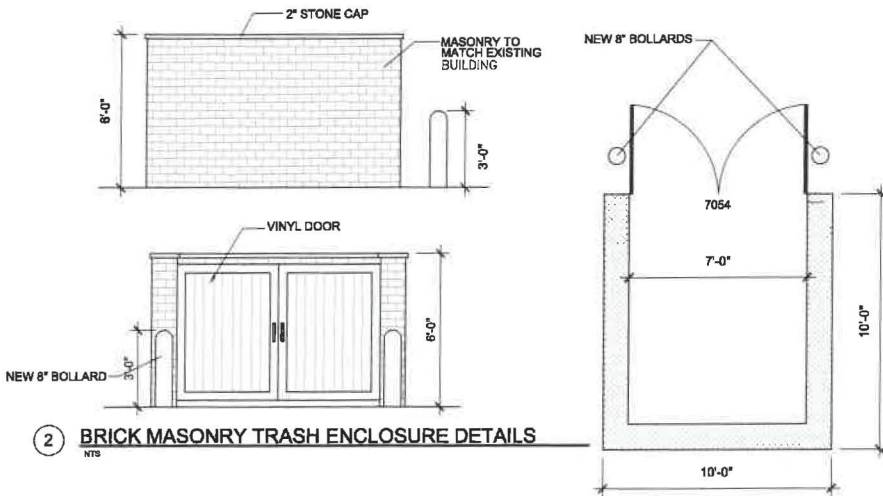 2" STONE CAP
MASONRY TO
MATCH EXISTING
BUILDING
6'-0"
3'-0"
NEW 8" BOLLARDS
7054
7'-0"
10'-0"
10'-0"
VINYL DOOR
6'-0"
3'-0"
NEW 8" BOLLARD
2 BRICK MASONRY TRASH ENCLOSURE DETAILS
NTS